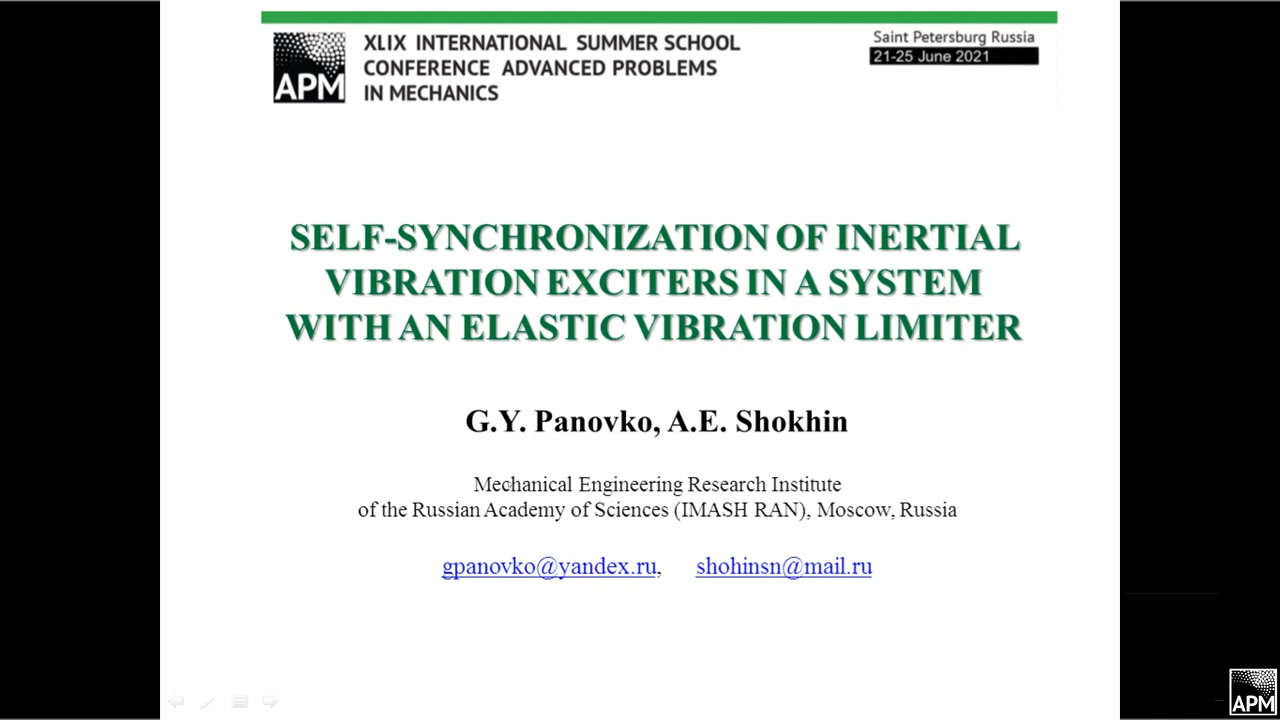 APM
XLIX INTERNATIONAL SUMMER SCHOOL
CONFERENCE ADVANCED PROBLEMS
IN MECHANICS
Saint Petersburg Russia
21-25 June 2021
SELF-SYNCHRONIZATION OF INERTIAL
VIBRATION EXCITERS IN A SYSTEM
WITH AN ELASTIC VIBRATION LIMITER
G.Y. Panovko, A.E. Shokhin
Mechanical Engineering Research Institute
of the Russian Academy of Sciences (IMASH RAN), Moscow, Russia
gpanovko@yandex.ru, shohinsn@mail.ru
APM